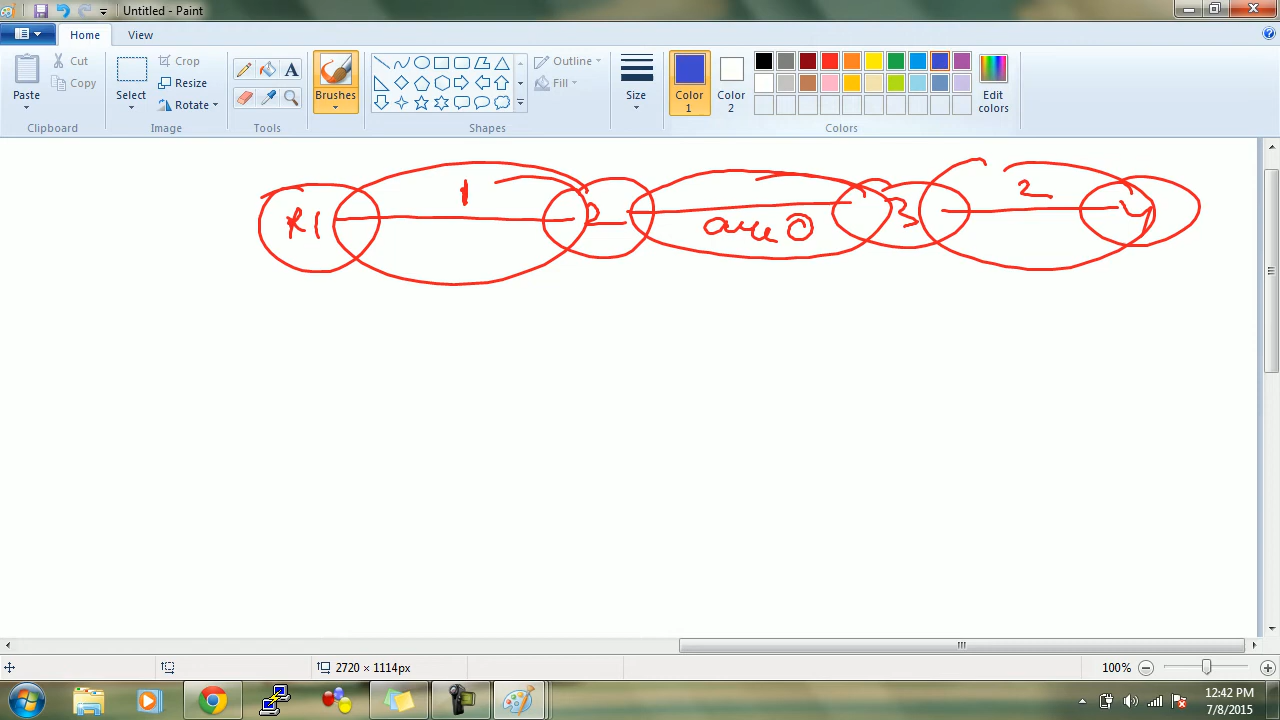 Untitled - Paint
Home View
Paste
Cut
Copy
Clipboard
Select
Crop
Resize
Rotate
Image
Tools
Brushes
Shapes
Outline
Fill
Size
Color 1
Color 2
Edit colors
Colors
1 2
R1 2 3 4
area 0
2720 × 1114px
100%
12:42 PM
7/8/2015